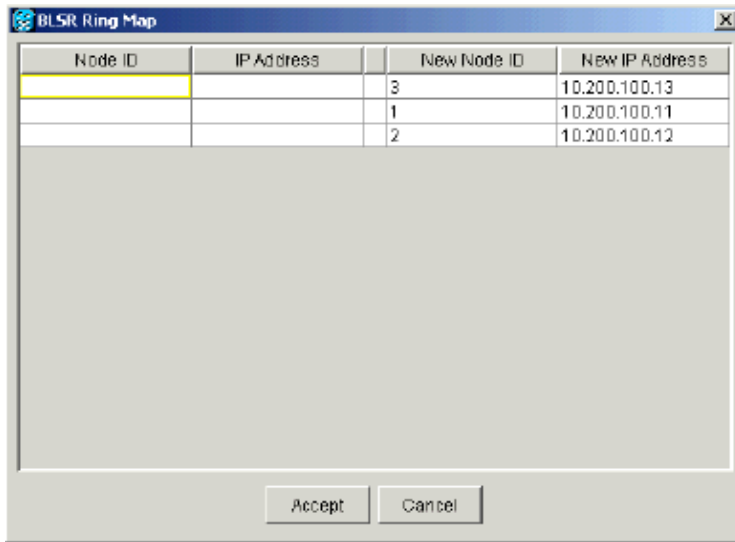 BLSR Ring Map
Node ID IP Address New Node ID New IP Address
3 10.200.100.13
1 10.200.100.11
2 10.200.100.12
Accept Cancel